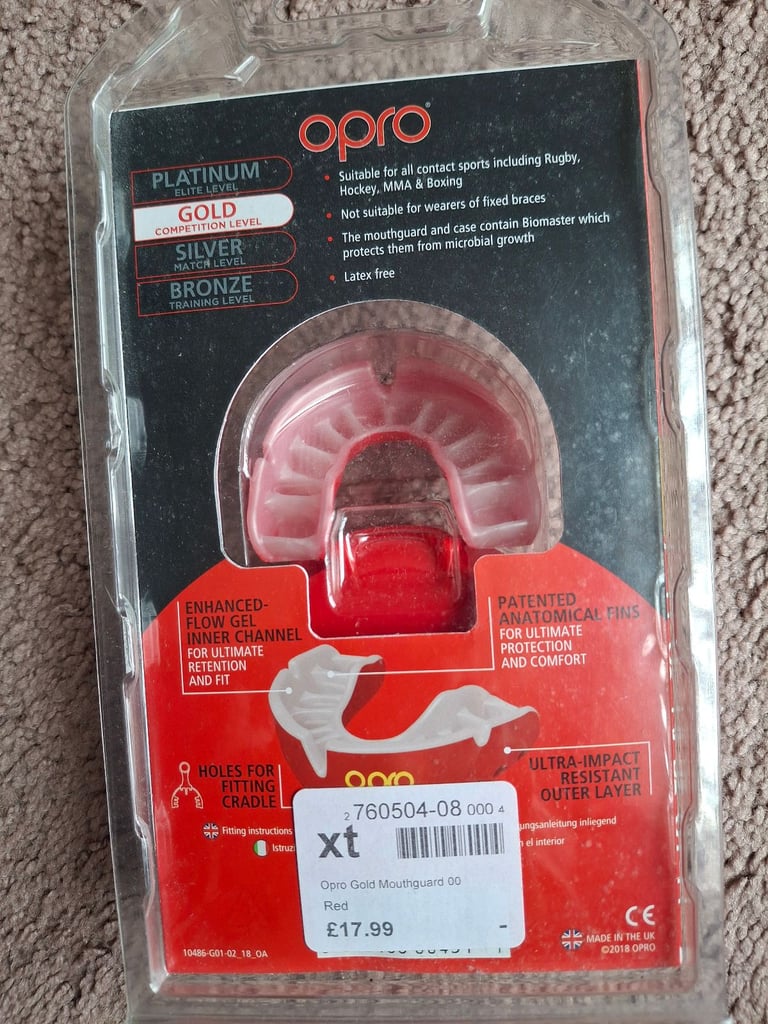 opro
PLATINUM
ELITE LEVEL
GOLD
COMPETITION LEVEL
SILVER
MATCH LEVEL
BRONZE
TRAINING LEVEL
• Suitable for all contact sports including Rugby,
Hockey, MMA & Boxing
• Not suitable for wearers of fixed braces
• The mouthguard and case contain Biomaster which
protects them from microbial growth
• Latex free
ENHANCED-
FLOW GEL
INNER CHANNEL
FOR ULTIMATE
RETENTION
AND FIT
PATENTED
ANATOMICAL FINS
FOR ULTIMATE
PROTECTION
AND COMFORT
HOLES FOR
FITTING
CRADLE
ULTRA-IMPACT
RESISTANT
OUTER LAYER
opro
Fitting instructions
2 760504-08 000 4
xt
Opro Gold Mouthguard 00
Red
£17.99 -
el interior
CE
MADE IN THE UK
©2018 OPRO
10486-G01-02_18_OA